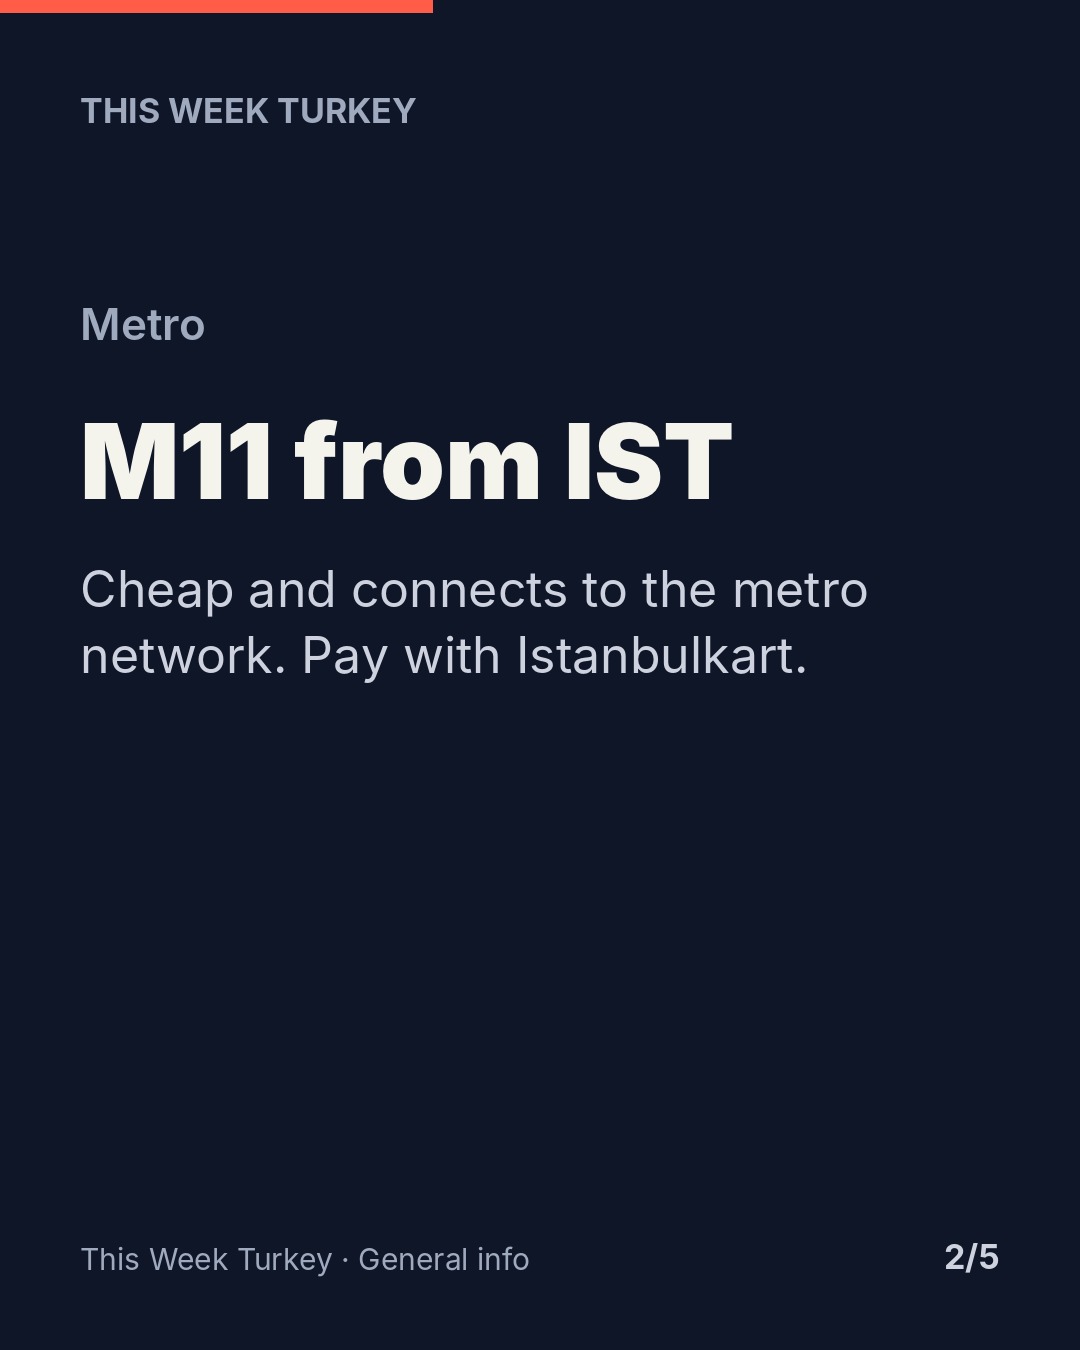 THIS WEEK TURKEY
Metro
M11 from IST
Cheap and connects to the metro
network. Pay with Istanbulkart.
This Week Turkey · General info
2/5